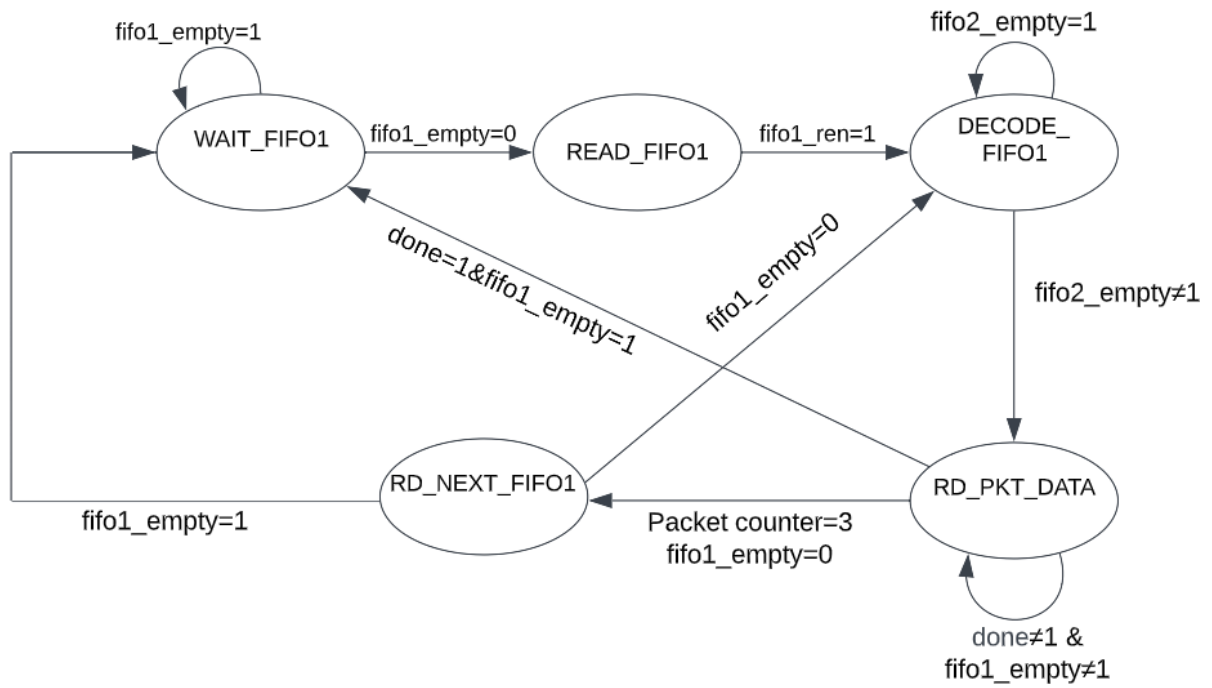 fifo1_empty=1
fifo2_empty=1
WAIT_FIFO1
fifo1_empty=0
READ_FIFO1
fifo1_ren=1
DECODE_
FIFO1
done=1&fifo1_empty=1
fifo1_empty=0
fifo2_empty≠1
RD_NEXT_FIFO1
RD_PKT_DATA
fifo1_empty=1
Packet counter=3
fifo1_empty=0
done≠1 &
fifo1_empty≠1